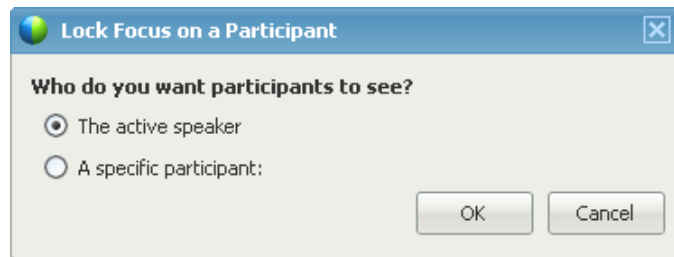 Lock Focus on a Participant
Who do you want participants to see?
The active speaker
A specific participant:
OK Cancel